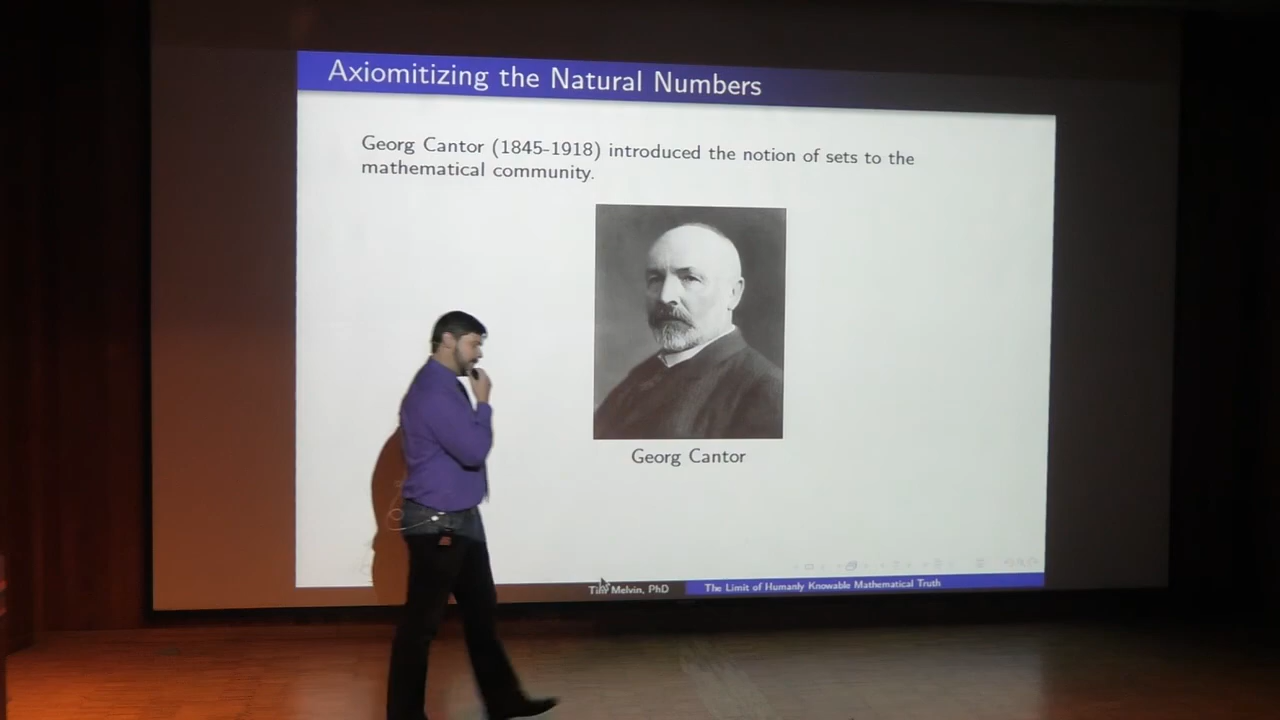 Axiomitizing the Natural Numbers
Georg Cantor (1845-1918) introduced the notion of sets to the
mathematical community.
Georg Cantor
Tim Melvin, PhD
The Limit of Humanly Knowable Mathematical Truth